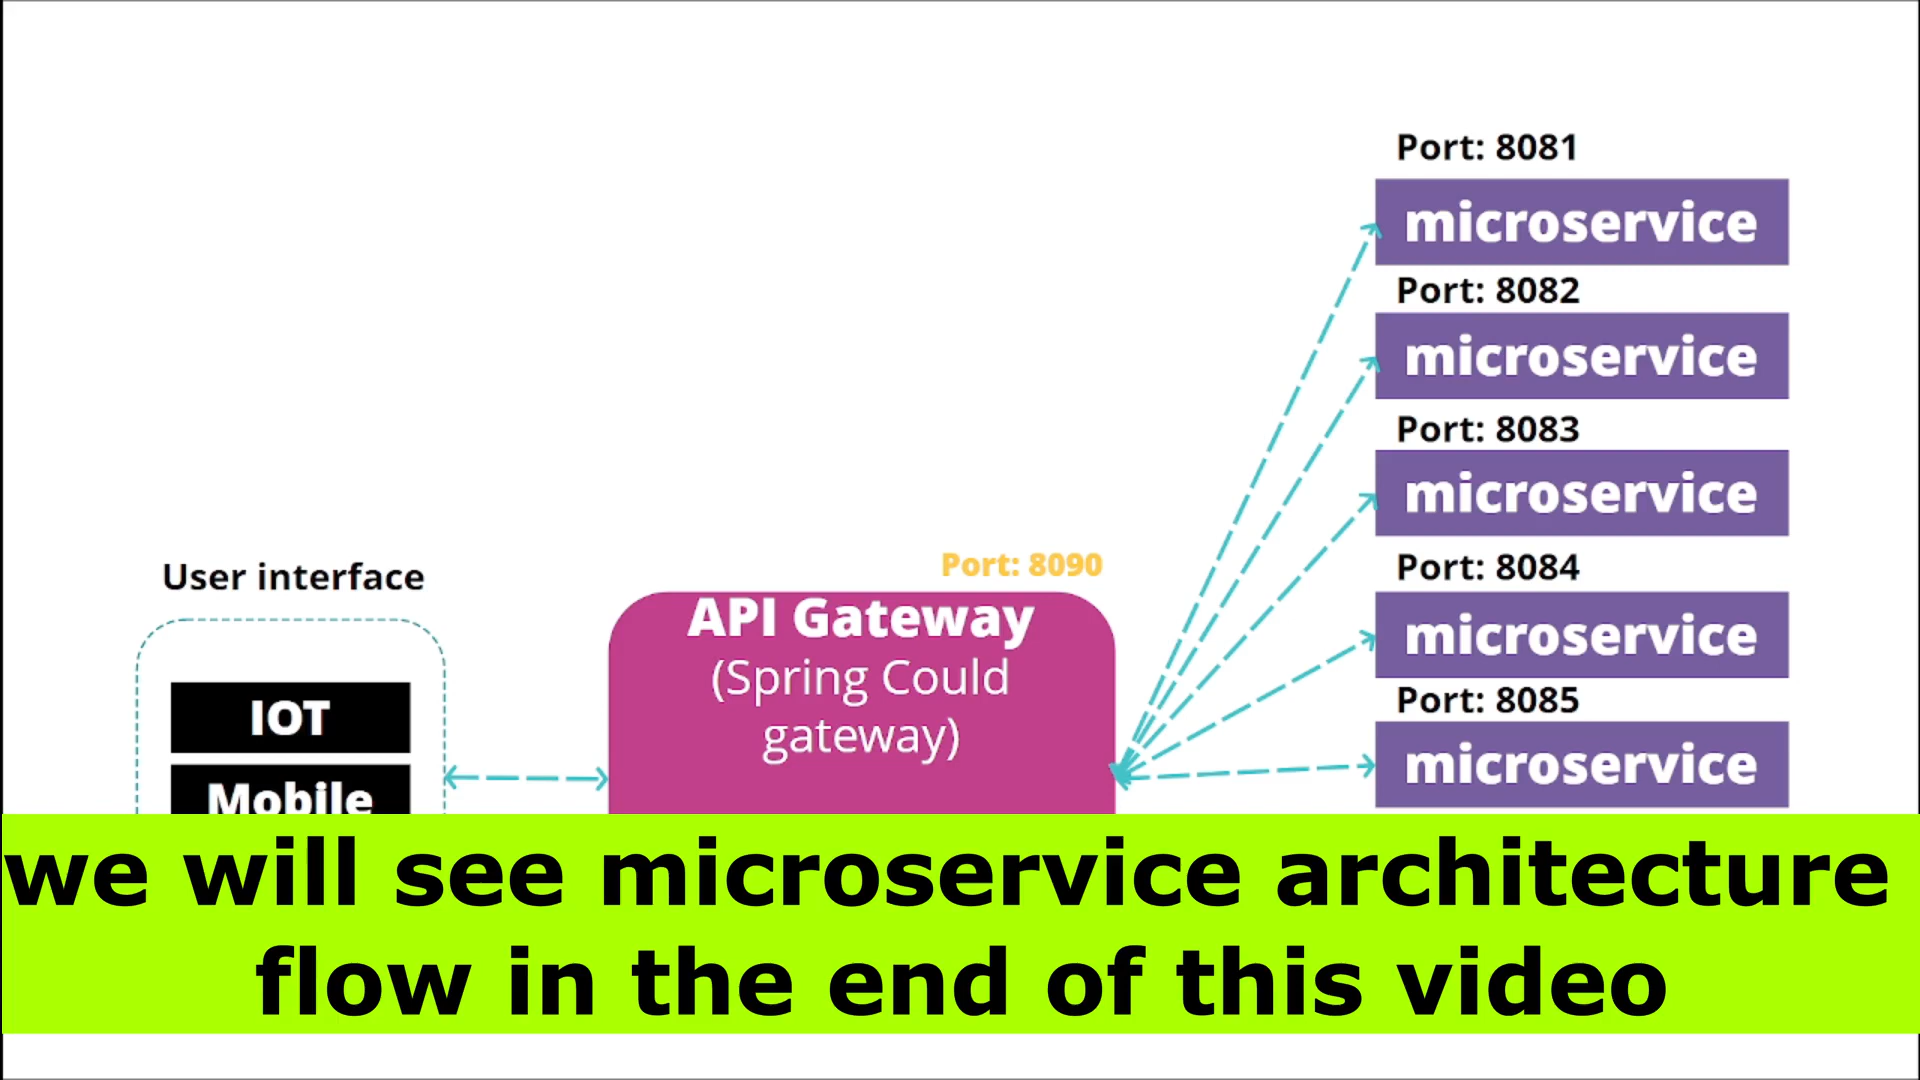 Port: 8081
microservice
Port: 8082
microservice
Port: 8083
microservice
Port: 8084
microservice
Port: 8085
microservice
User interface
IOT
Mobile
Port: 8090
API Gateway
(Spring Could
gateway)
we will see microservice architecture
flow in the end of this video